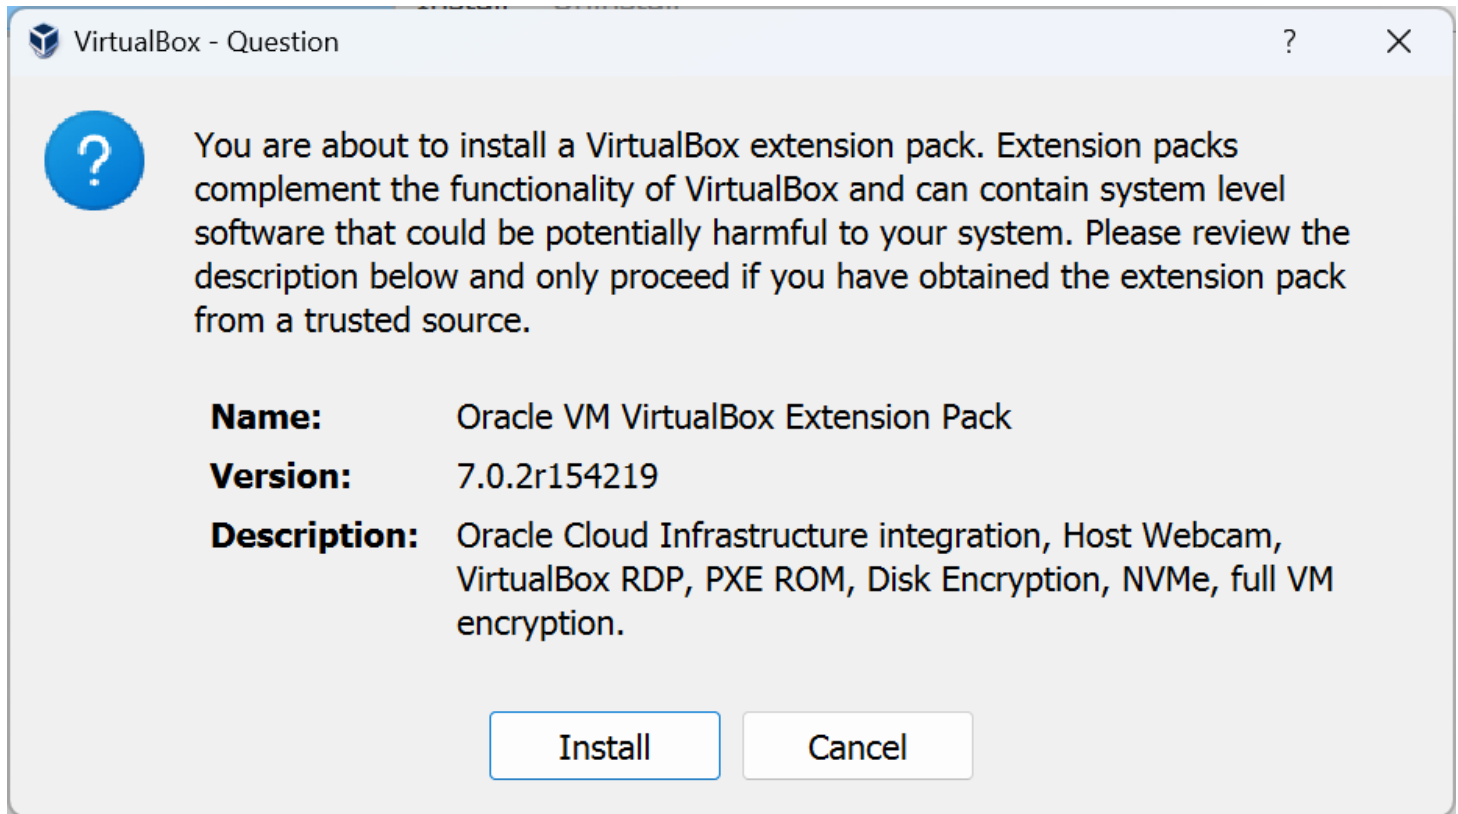 VirtualBox - Question
?
?
You are about to install a VirtualBox extension pack. Extension packs
complement the functionality of VirtualBox and can contain system level
software that could be potentially harmful to your system. Please review the
description below and only proceed if you have obtained the extension pack
from a trusted source.
Name: Oracle VM VirtualBox Extension Pack
Version: 7.0.2r154219
Description: Oracle Cloud Infrastructure integration, Host Webcam,
VirtualBox RDP, PXE ROM, Disk Encryption, NVMe, full VM
encryption.
Install Cancel